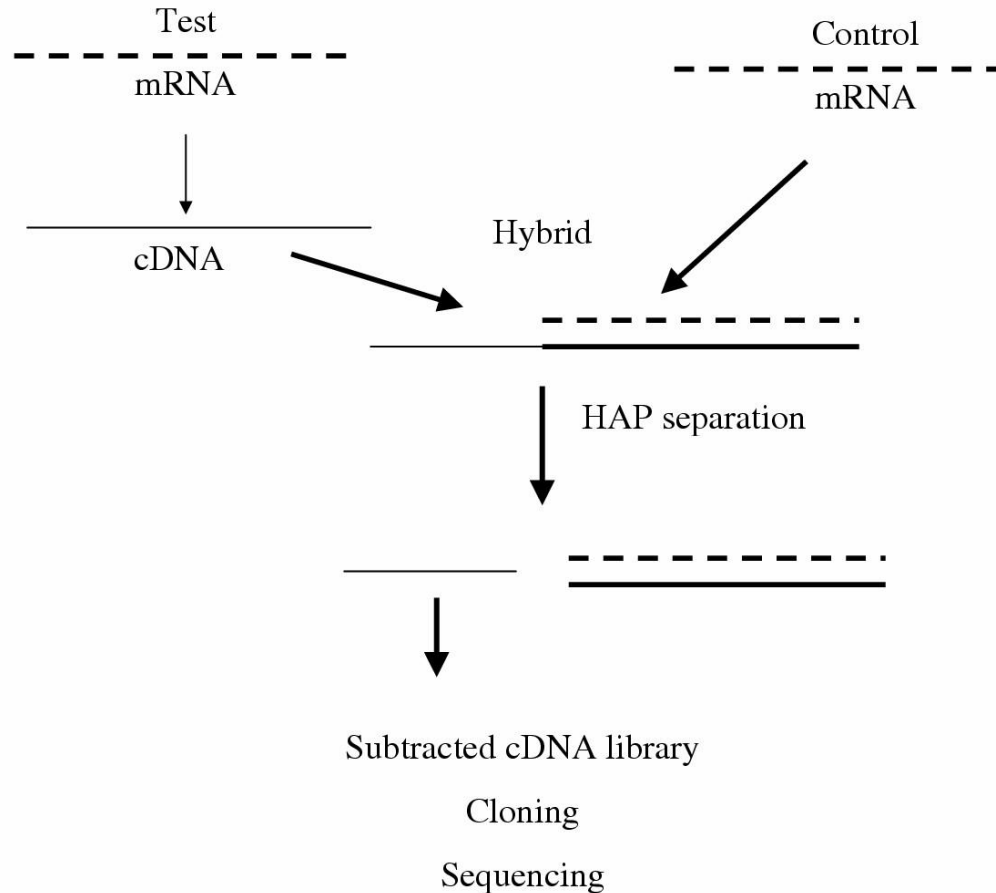 Test
mRNA
Control
mRNA
cDNA
Hybrid
HAP separation
Subtracted cDNA library
Cloning
Sequencing